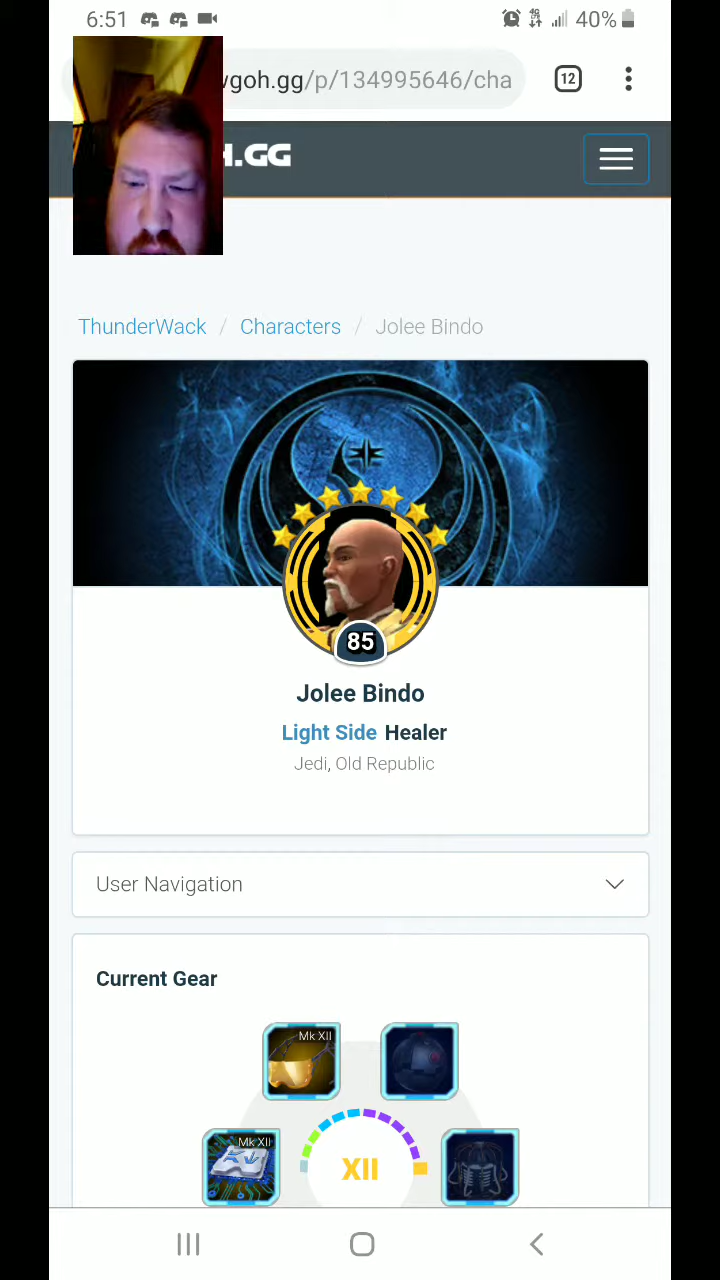 6:51 40%
vgoh.gg/p/134995646/cha 12
H.GG
ThunderWack / Characters / Jolee Bindo
85
Jolee Bindo
Light Side Healer
Jedi, Old Republic
User Navigation
Current Gear
Mk XII
Mk XII
XII